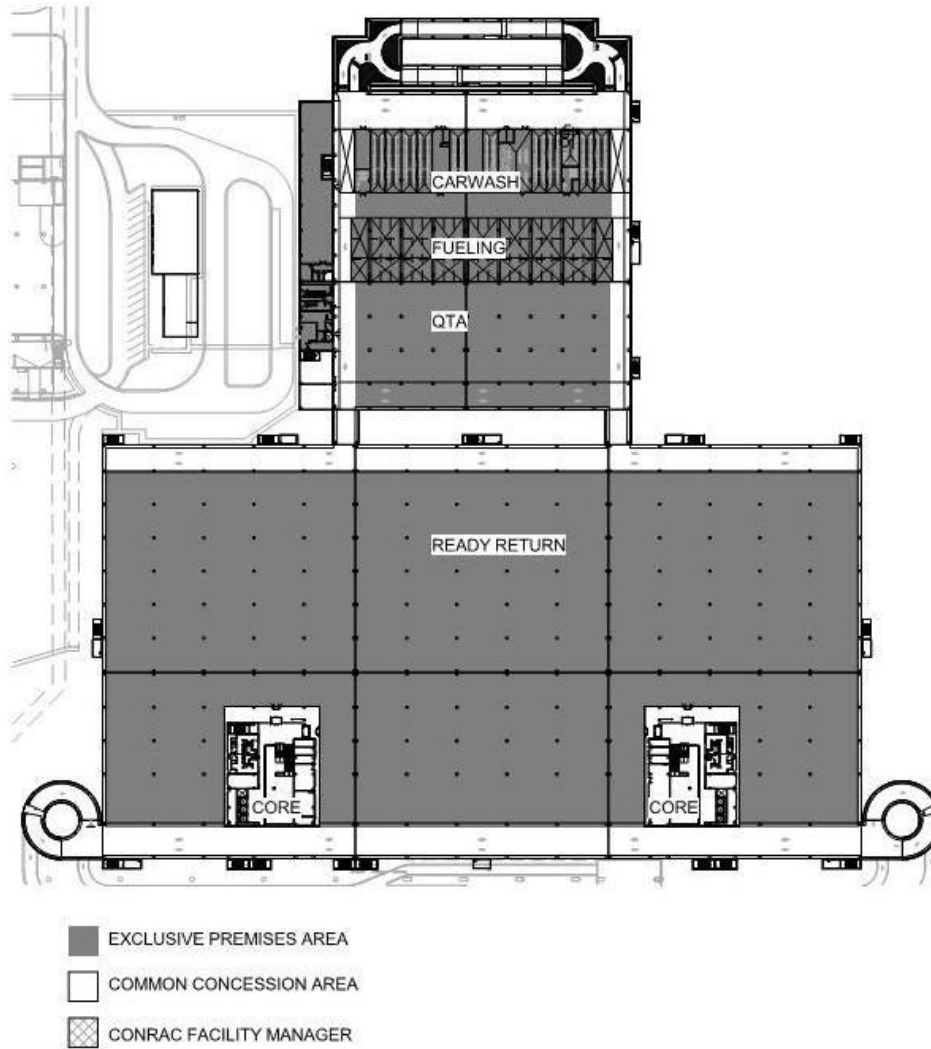 CARWASH
FUELING
QTA
READY RETURN
CORE
CORE
EXCLUSIVE PREMISES AREA
COMMON CONCESSION AREA
CONRAC FACILITY MANAGER